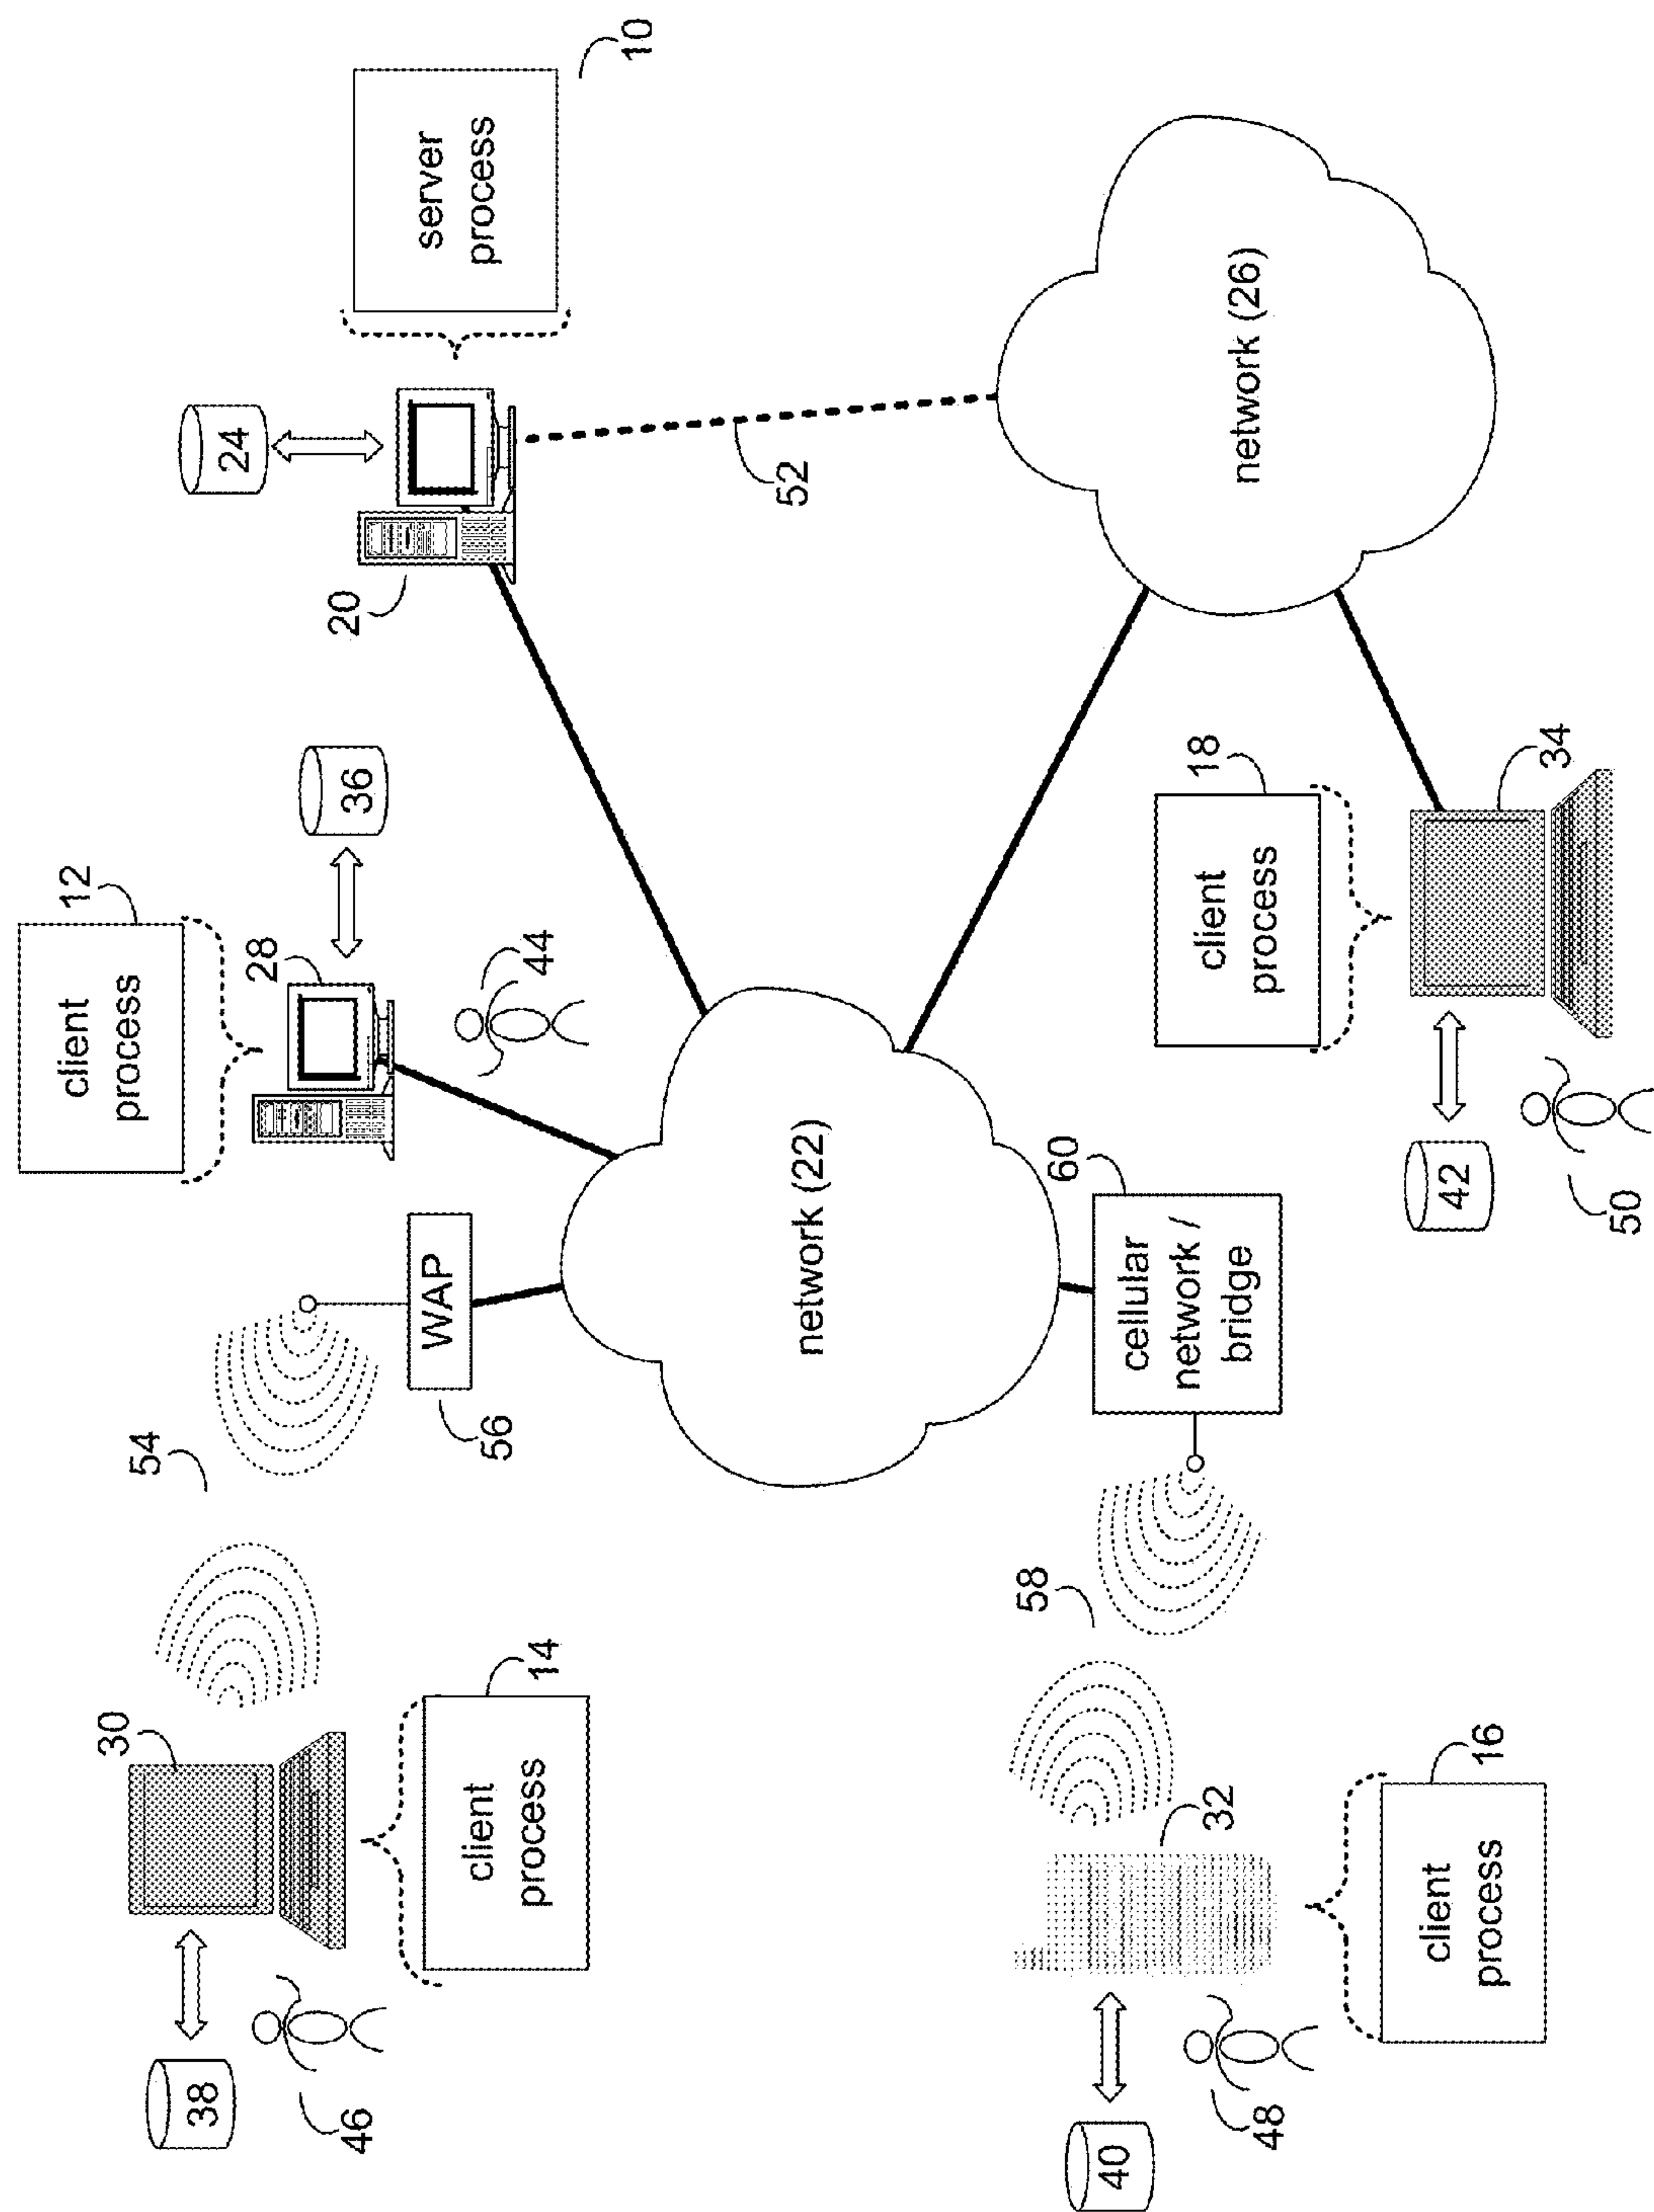 38
30
54
client
process
12
36
24
46
28
20
server
process
10
client
process
14
56
WAP
44
52
network (22)
40
58
60
cellular
network /
bridge
18
client
process
network (26)
48
32
client
process
16
42
50
34